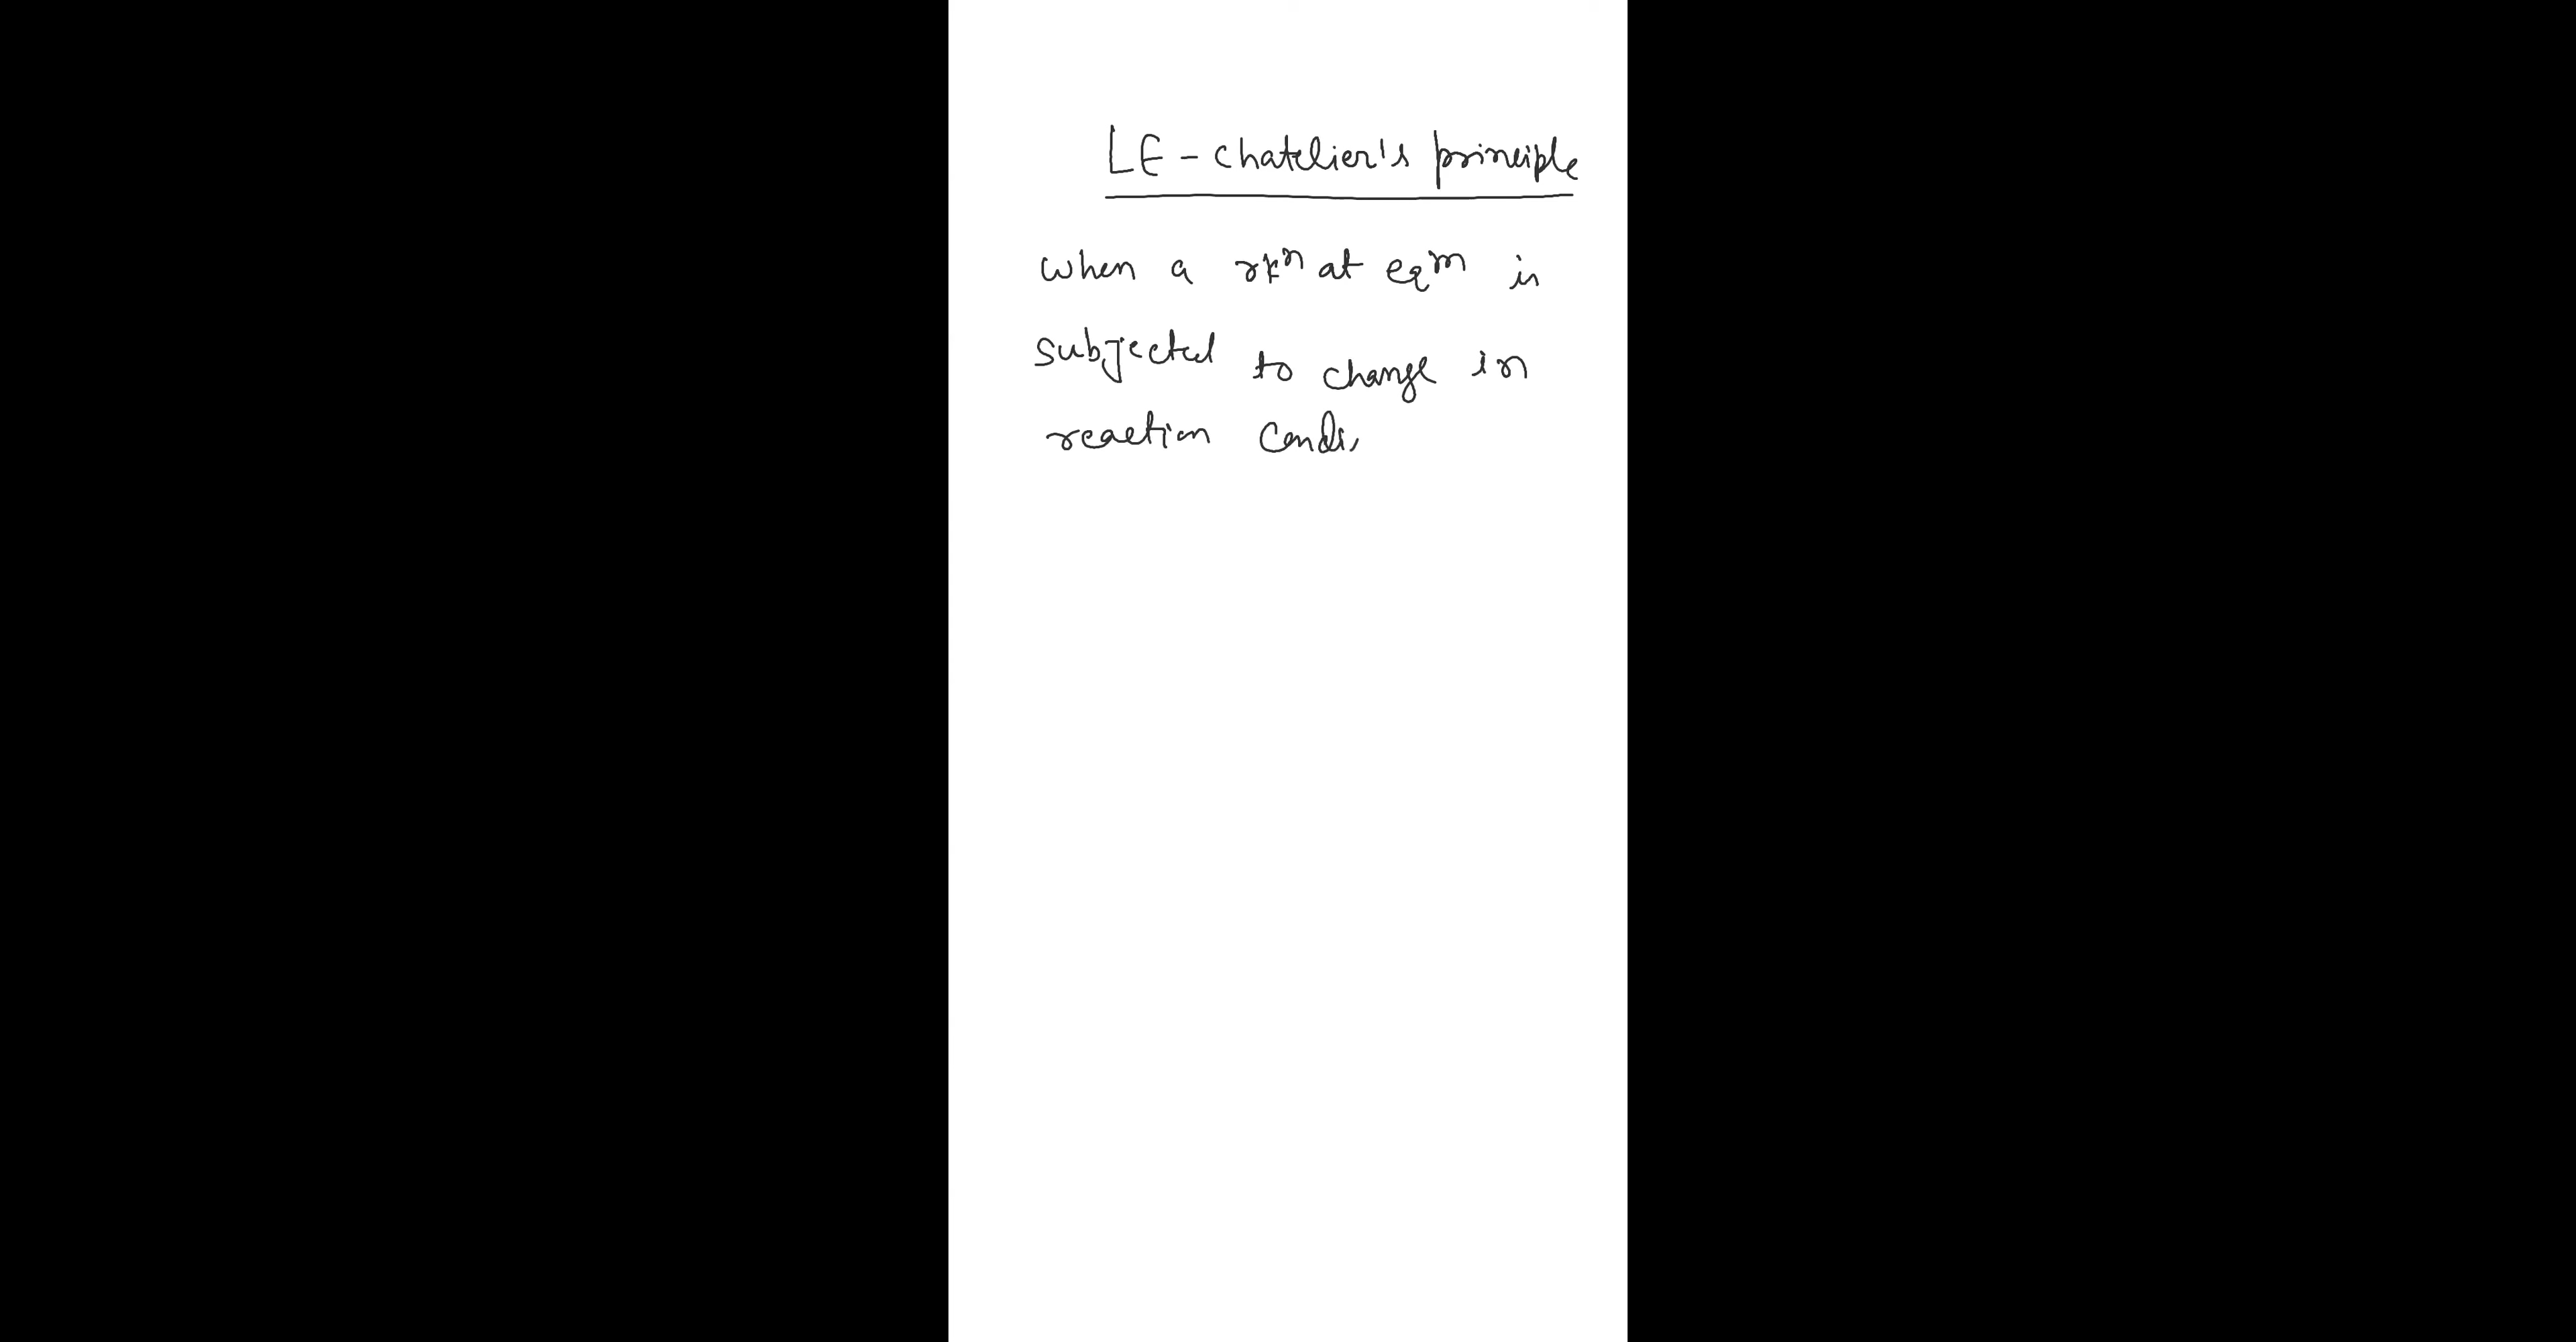 LE - chatelier's principle
when a rxⁿ at eqᵐ is
subjected to change in
reaction condi